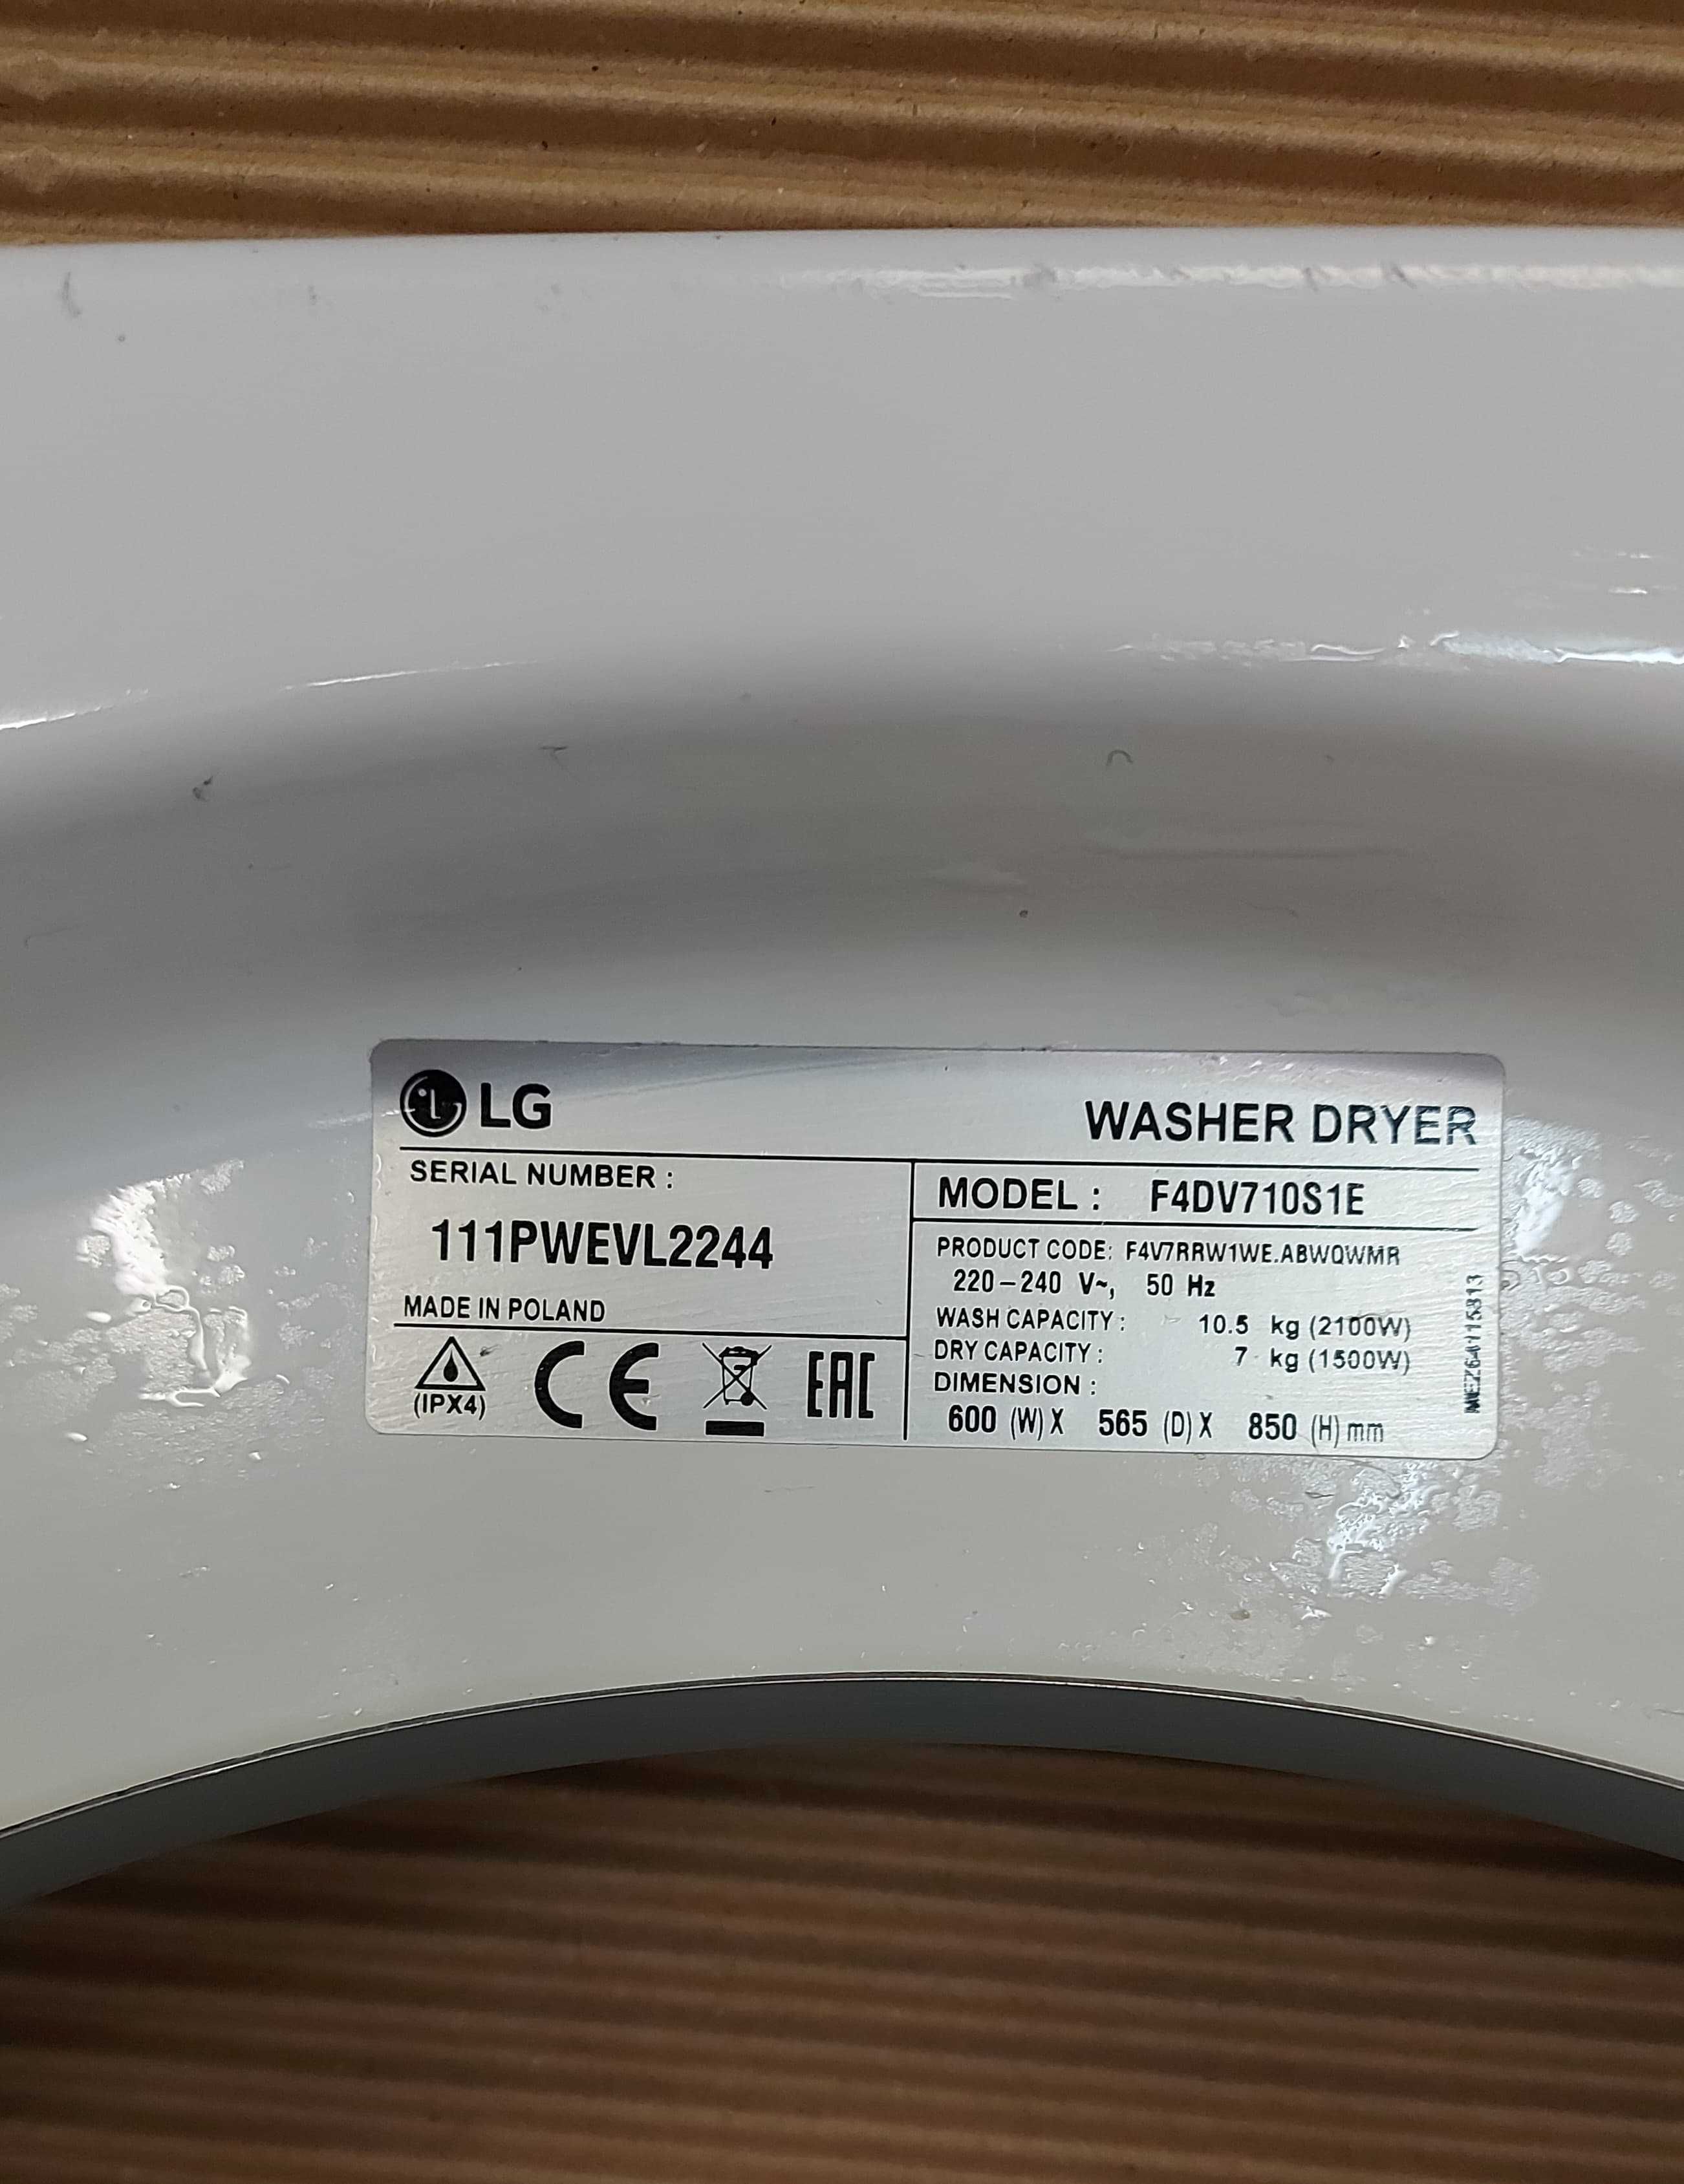 LG
WASHER DRYER
SERIAL NUMBER :
111PWEVL2244
MADE IN POLAND
(IPX4)
CE
EAC
MODEL : F4DV710S1E
PRODUCT CODE: F4V7RRW1WE.ABWQWMR
220-240 V~, 50 Hz
WASH CAPACITY : 10.5 kg (2100W)
DRY CAPACITY : 7 kg (1500W)
DIMENSION :
600 (W) X 565 (D) X 850 (H) mm